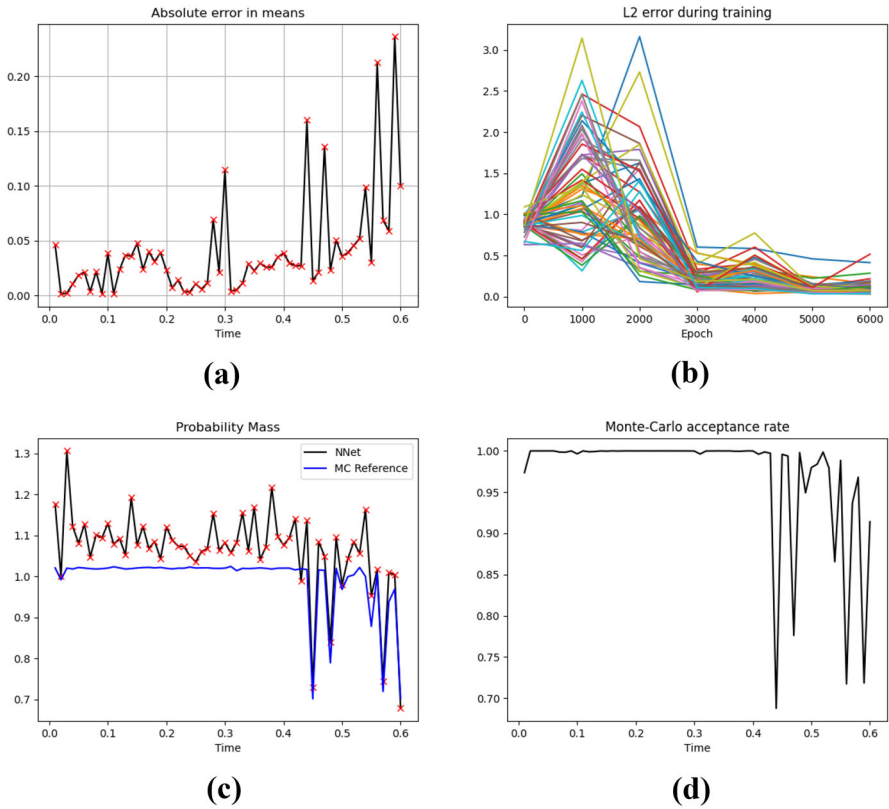 Absolute error in means
0.20
0.15
0.10
0.05
0.00
0.0 0.1 0.2 0.3 0.4 0.5 0.6
Time
(a)
L2 error during training
3.0
2.5
2.0
1.5
1.0
0.5
0.0
0 1000 2000 3000 4000 5000 6000
Epoch
(b)
Probability Mass
NNet
MC Reference
1.3
1.2
1.1
1.0
0.9
0.8
0.7
0.0 0.1 0.2 0.3 0.4 0.5 0.6
Time
(c)
Monte-Carlo acceptance rate
1.00
0.95
0.90
0.85
0.80
0.75
0.70
0.0 0.1 0.2 0.3 0.4 0.5 0.6
Time
(d)